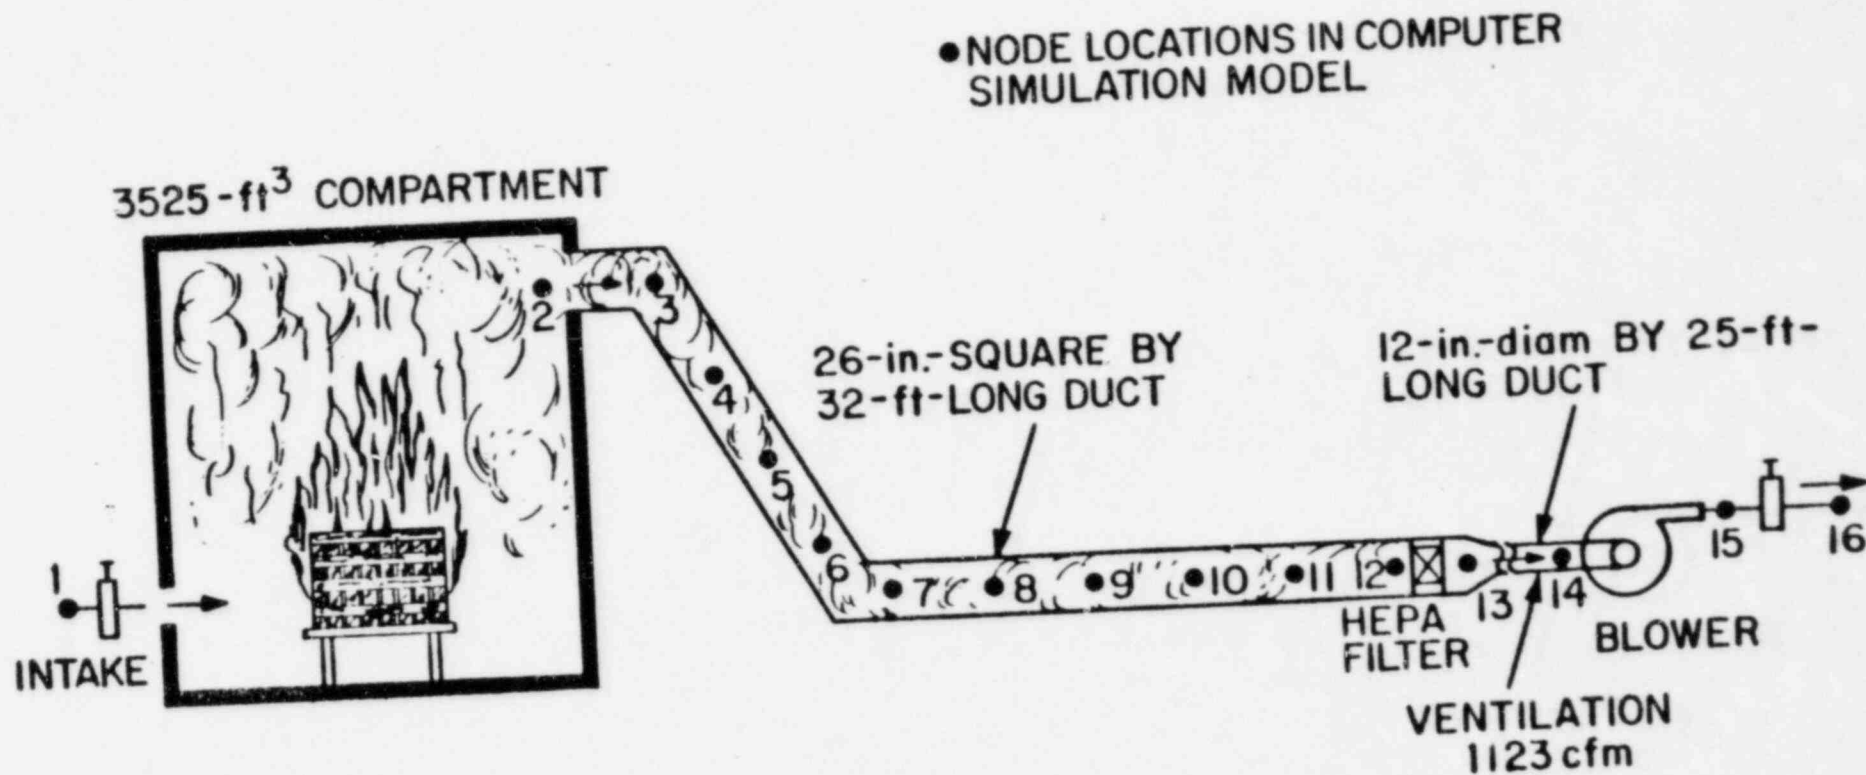 ●NODE LOCATIONS IN COMPUTER
SIMULATION MODEL
3525-ft³ COMPARTMENT
26-in.-SQUARE BY
32-ft-LONG DUCT
12-in.-diam BY 25-ft-
LONG DUCT
1
2
3
4
5
6
7
8
9
10
11
12
13
14
15
16
INTAKE
HEPA
FILTER
BLOWER
VENTILATION
1123 cfm